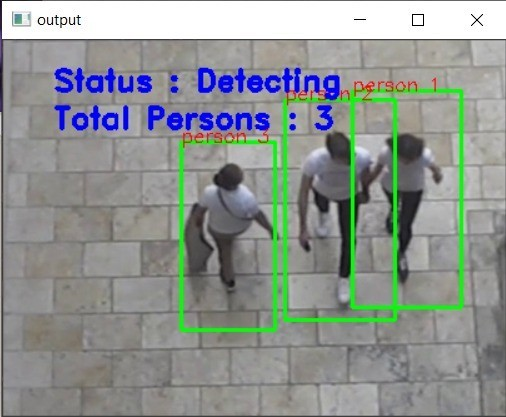 output
Status : Detecting
person 1
person 2
Total Persons : 3
person 3